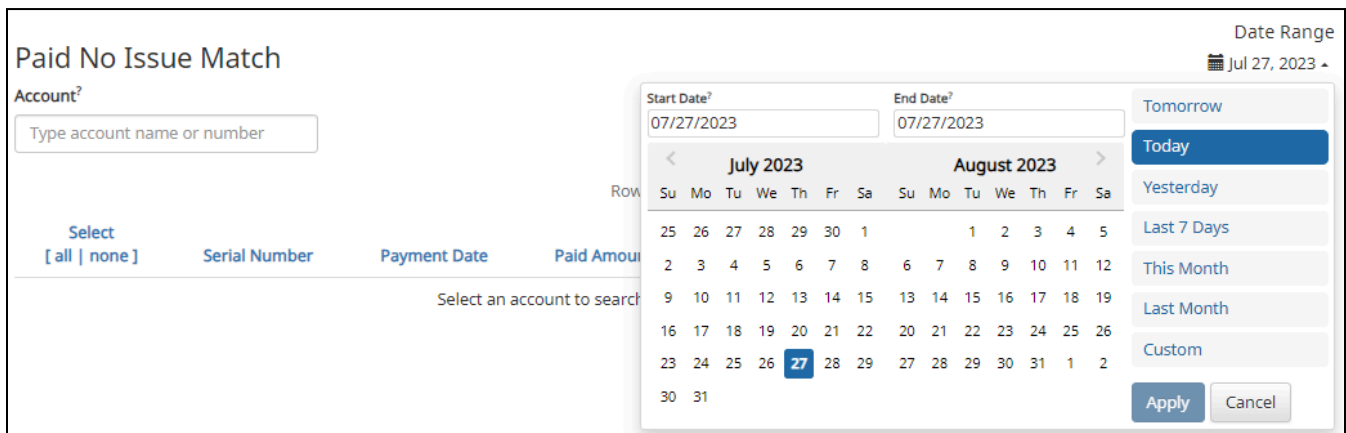 Date Range
Paid No Issue Match
Jul 27, 2023
Account?
Type account name or number
Start Date?
End Date?
07/27/2023
07/27/2023
Tomorrow
Today
Yesterday
Last 7 Days
This Month
Last Month
Custom
Apply
Cancel
July 2023
Su Mo Tu We Th Fr Sa
25 26 27 28 29 30 1
2 3 4 5 6 7 8
9 10 11 12 13 14 15
16 17 18 19 20 21 22
23 24 25 26 27 28 29
30 31
August 2023
Su Mo Tu We Th Fr Sa
1 2 3 4 5
6 7 8 9 10 11 12
13 14 15 16 17 18 19
20 21 22 23 24 25 26
27 28 29 30 31 1 2
Row
Select
[ all | none ]
Serial Number
Payment Date
Paid Amou
Select an account to search